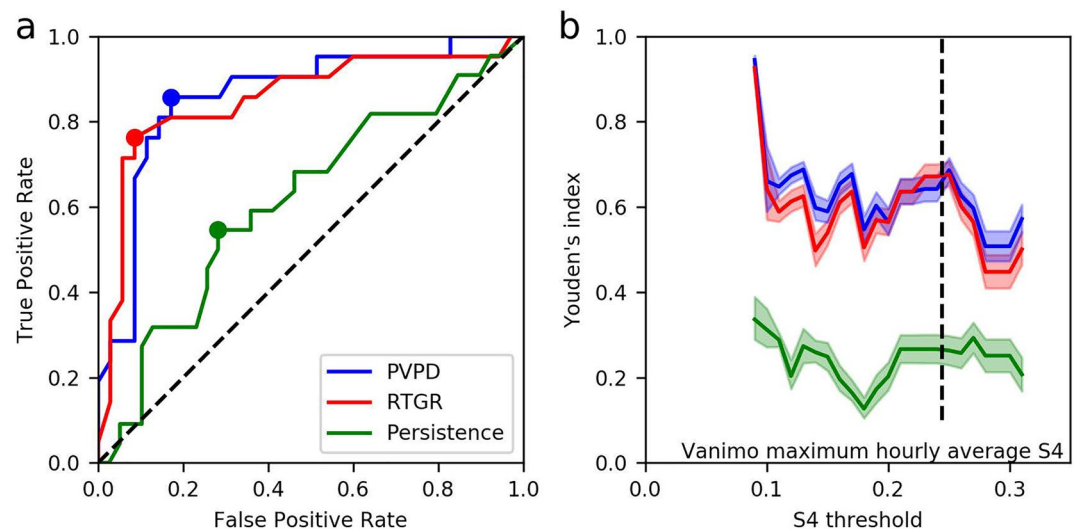 a
True Positive Rate
1.0
0.8
0.6
0.4
0.2
0.0
PVPD
RTGR
Persistence
0.0 0.2 0.4 0.6 0.8 1.0
False Positive Rate
b
Youden's index
1.0
0.8
0.6
0.4
0.2
0.0
Vanimo maximum hourly average S4
0.0 0.1 0.2 0.3
S4 threshold